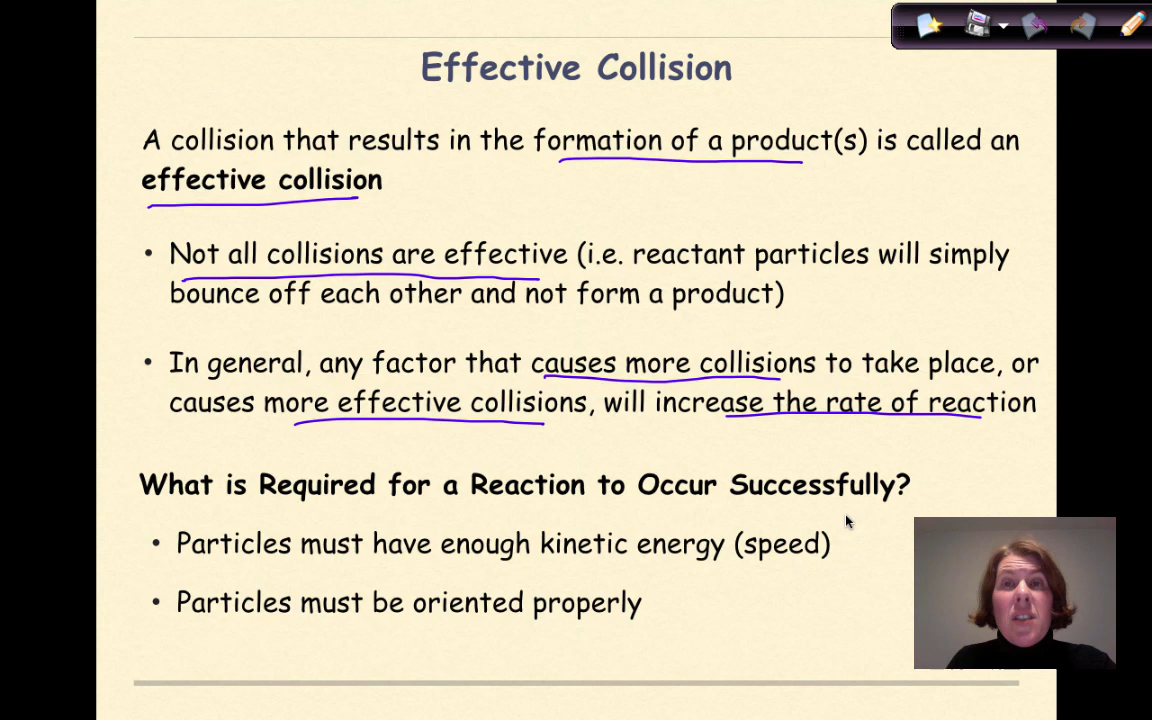 Effective Collision
A collision that results in the formation of a product(s) is called an
effective collision
• Not all collisions are effective (i.e. reactant particles will simply
bounce off each other and not form a product)
• In general, any factor that causes more collisions to take place, or
causes more effective collisions, will increase the rate of reaction
What is Required for a Reaction to Occur Successfully?
• Particles must have enough kinetic energy (speed)
• Particles must be oriented properly